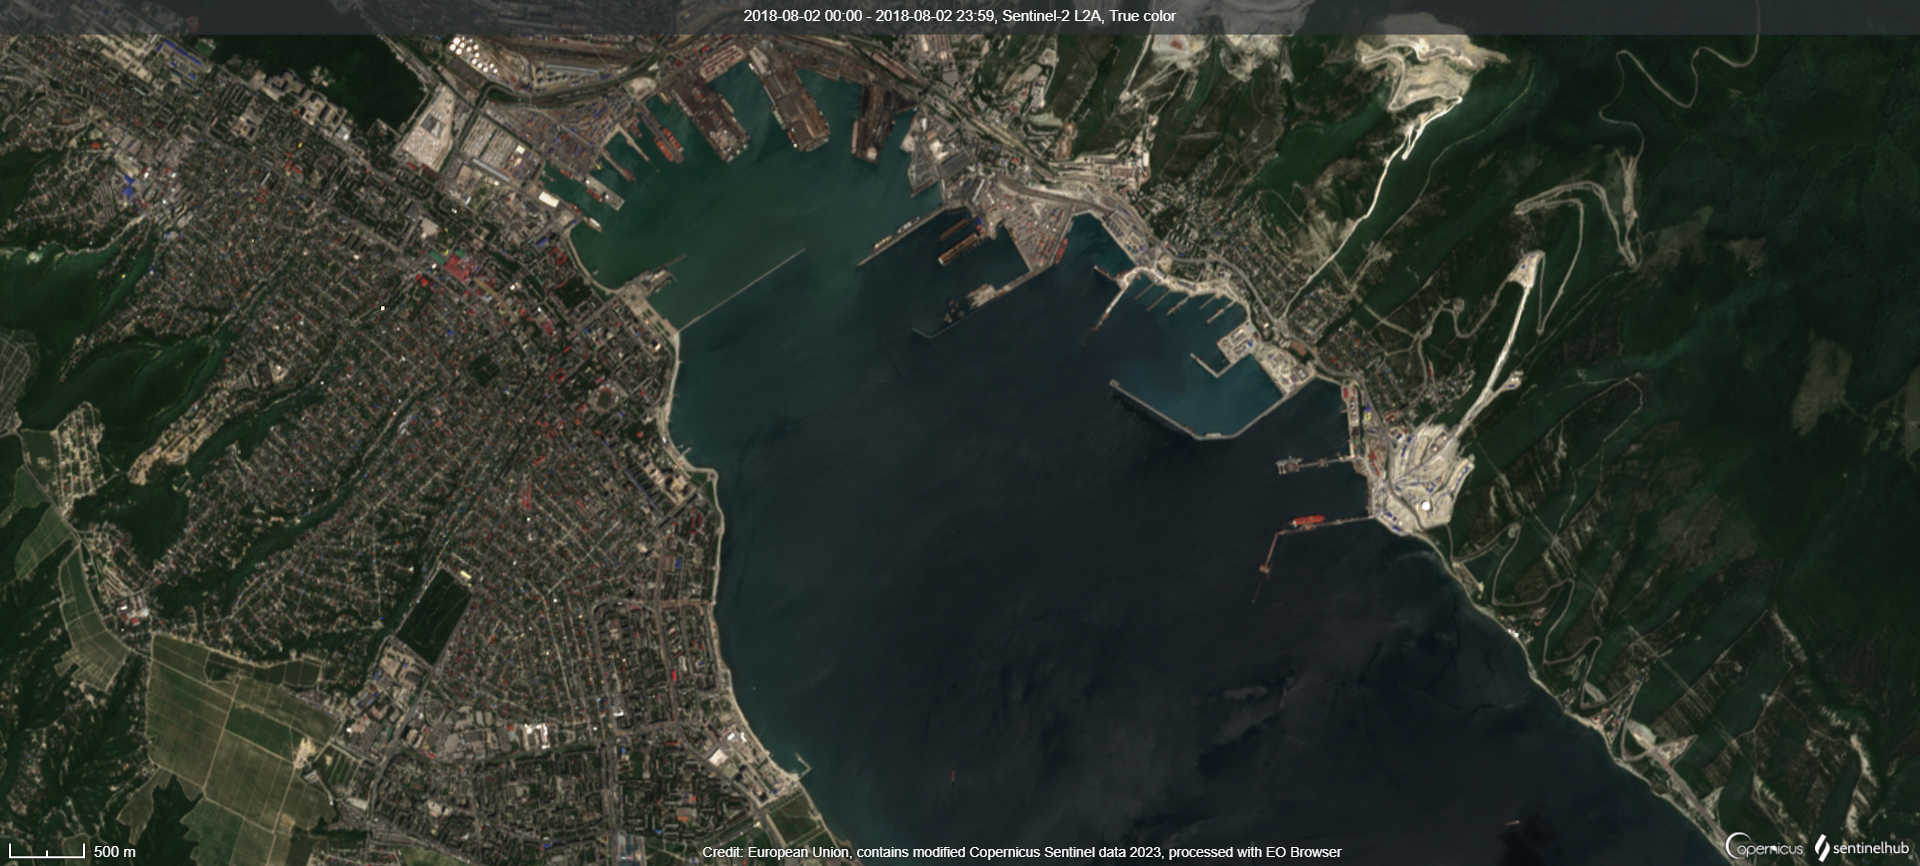 2018-08-02 00:00 - 2018-08-02 23:59, Sentinel-2 L2A, True color
500 m
Credit: European Union, contains modified Copernicus Sentinel data 2023, processed with EO Browser
Copernicus
sentinelhub